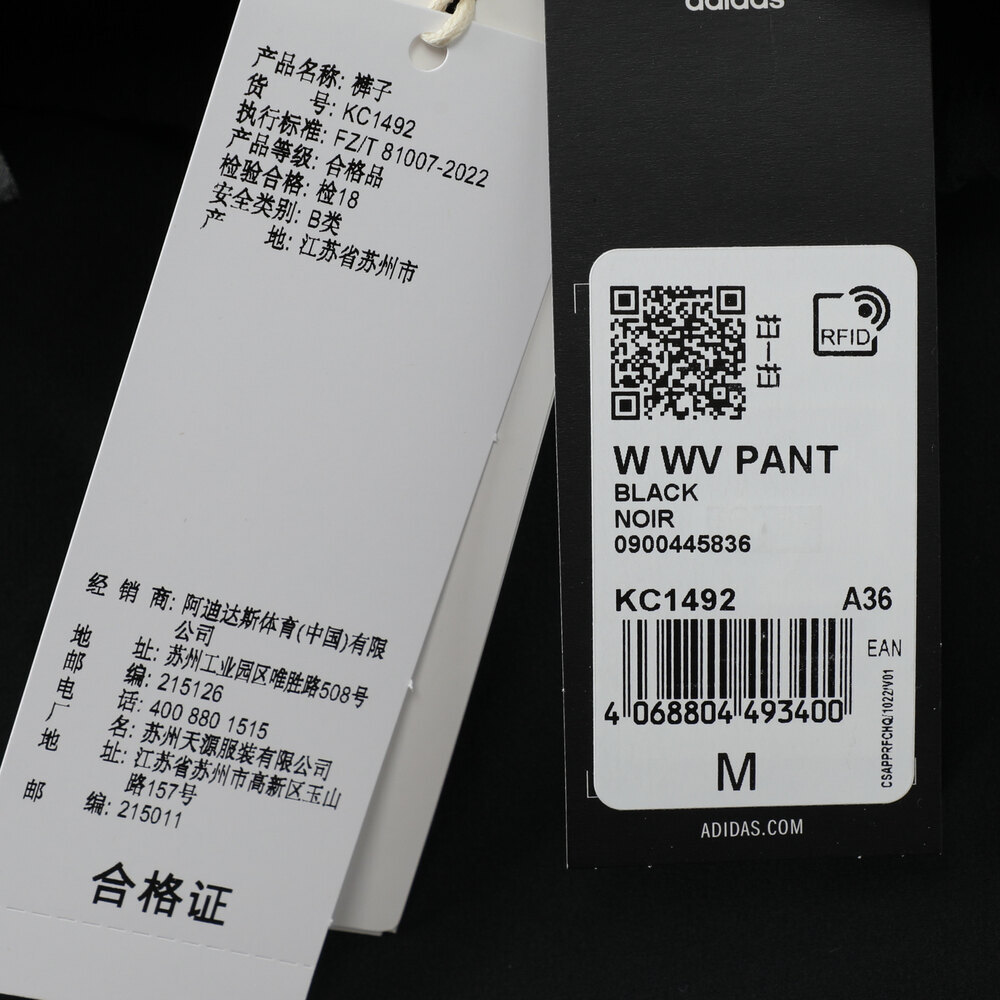 产品名称: 裤子
货 号: KC1492
执行标准: FZ/T 81007-2022
产品等级: 合格品
检验合格: 检18
安全类别: B类
产 地: 江苏省苏州市
经 销 商: 阿迪达斯体育(中国)有限
公司
地 址: 苏州工业园区唯胜路508号
邮 编: 215126
电 话: 400 880 1515
厂 名: 苏州天源服装有限公司
地 址: 江苏省苏州市高新区玉山
路157号
邮 编: 215011
合格证
adidas
扫一扫
RFID
W WV PANT
BLACK
NOIR
0900445836
KC1492 A36
EAN
4 068804 493400
CSAPPRFCHQ/1022/V01
M
ADIDAS.COM